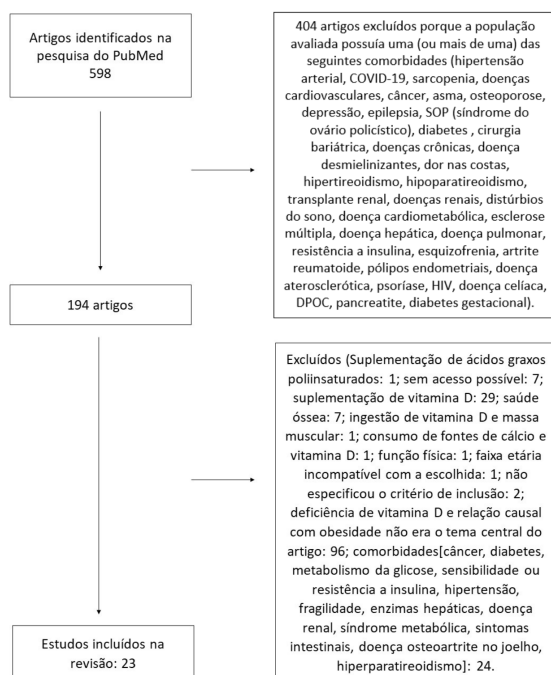 Artigos identificados na
pesquisa do PubMed
598
404 artigos excluídos porque a população
avaliada possuía uma (ou mais de uma) das
seguintes comorbidades (hipertensão
arterial, COVID-19, sarcopenia, doenças
cardiovasculares, câncer, asma, osteoporose,
depressão, epilepsia, SOP (síndrome do
ovário policístico), diabetes , cirurgia
bariátrica, doenças crônicas, doença
desmielinizantes, dor nas costas,
hipertireoidismo, hipoparatireoidismo,
transplante renal, doenças renais, distúrbios
do sono, doença cardiometabólica, esclerose
múltipla, doença hepática, doença pulmonar,
resistência a insulina, esquizofrenia, artrite
reumatoide, pólipos endometriais, doença
aterosclerótica, psoríase, HIV, doença celíaca,
DPOC, pancreatite, diabetes gestacional).
194 artigos
Excluídos (Suplementação de ácidos graxos
poliinsaturados: 1; sem acesso possível: 7;
suplementação de vitamina D: 29; saúde
óssea: 7; ingestão de vitamina D e massa
muscular: 1; consumo de fontes de cálcio e
vitamina D: 1; função física: 1; faixa etária
incompatível com a escolhida: 1; não
especificou o critério de inclusão: 2;
deficiência de vitamina D e relação causal
com obesidade não era o tema central do
artigo: 96; comorbidades[câncer, diabetes,
metabolismo da glicose, sensibilidade ou
resistência a insulina, hipertensão,
fragilidade, enzimas hepáticas, doença
renal, síndrome metabólica, sintomas
intestinais, doença osteoartrite no joelho,
hiperparatireoidismo]: 24.
Estudos incluídos na
revisão: 23